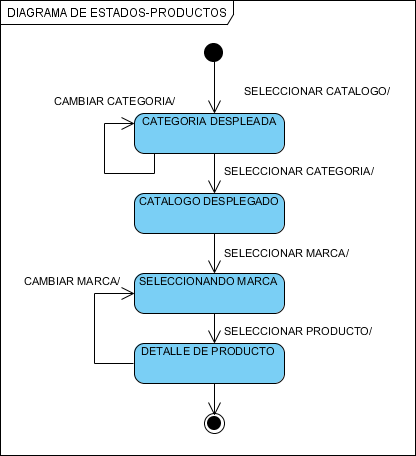 DIAGRAMA DE ESTADOS-PRODUCTOS
SELECCIONAR CATALOGO/
CAMBIAR CATEGORIA/
CATEGORIA DESPLEADA
SELECCIONAR CATEGORIA/
CATALOGO DESPLEGADO
SELECCIONAR MARCA/
CAMBIAR MARCA/
SELECCIONANDO MARCA
SELECCIONAR PRODUCTO/
DETALLE DE PRODUCTO